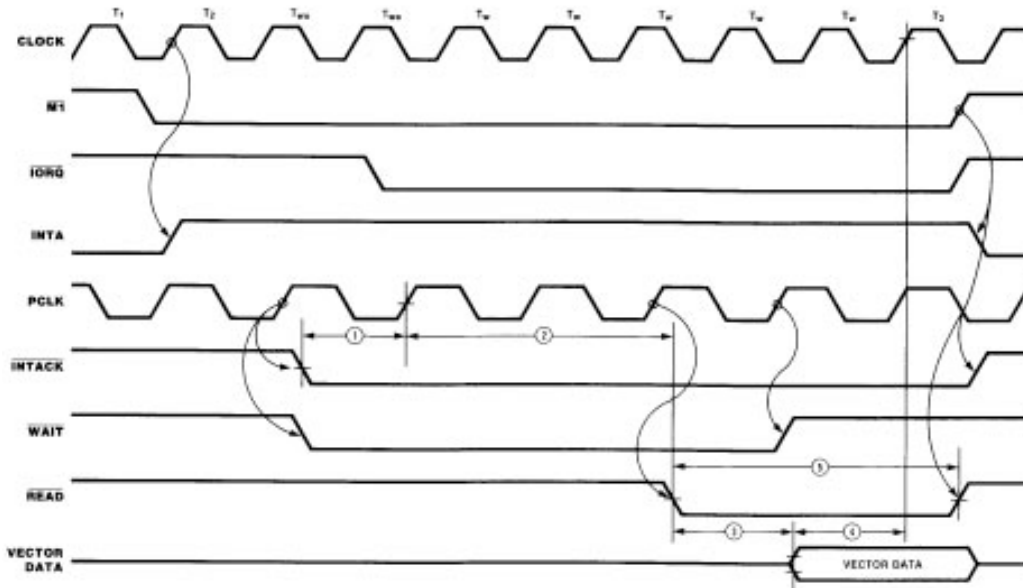 T1 T2 Twa Twa Tw Tw Tw Tw Tw T3
CLOCK
M1
IORQ
INTA
PCLK
1 2
INTACK
WAIT
5
READ
3 4
VECTOR DATA VECTOR DATA